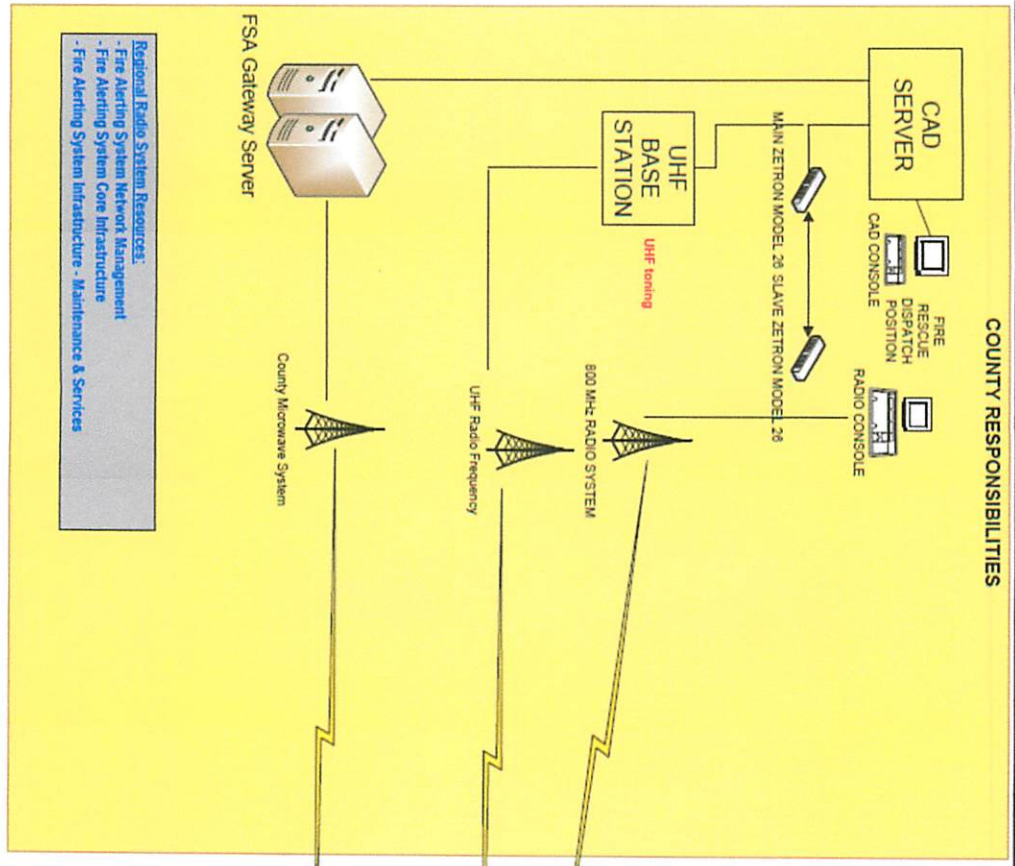 COUNTY RESPONSIBILITIES
CAD
SERVER
CAD CONSOLE
FIRE
RESCUE
DISPATCH
POSITION
RADIO CONSOLE
MAIN ZETRON MODEL 26
SLAVE ZETRON MODEL 26
UHF
BASE
STATION
UHF toning
800 MHz RADIO SYSTEM
UHF Radio Frequency
FSA Gateway Server
County Microwave System
Regional Radio System Resources:
- Fire Alerting System Network Management
- Fire Alerting System Core Infrastructure
- Fire Alerting System Infrastructure - Maintenance & Services